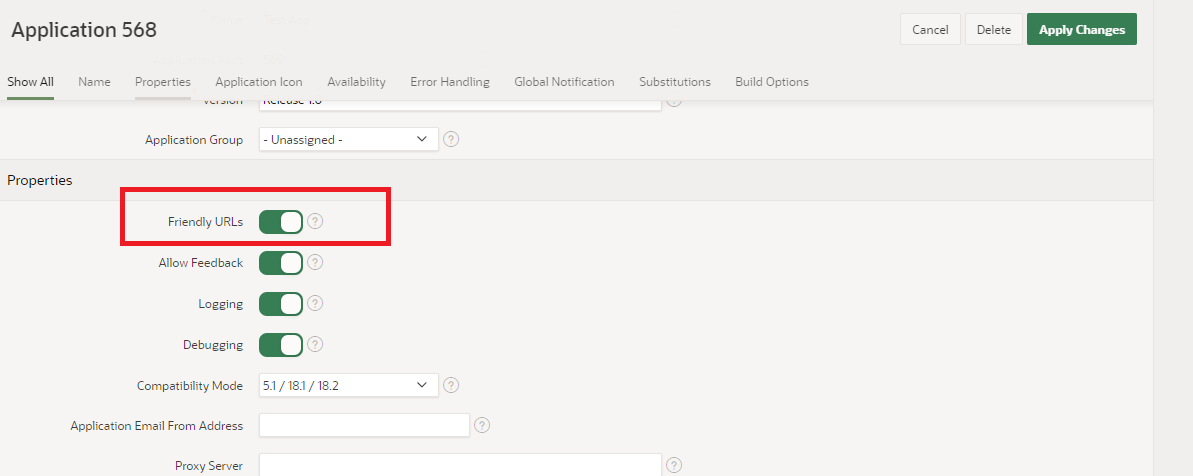 Application 568
Cancel
Delete
Apply Changes
Show All
Name
Properties
Application Icon
Availability
Error Handling
Global Notification
Substitutions
Build Options
Version
Release 1.0
Application Group
- Unassigned -
?
Properties
Friendly URLs
?
Allow Feedback
?
Logging
?
Debugging
?
Compatibility Mode
5.1 / 18.1 / 18.2
?
Application Email From Address
?
Proxy Server
?